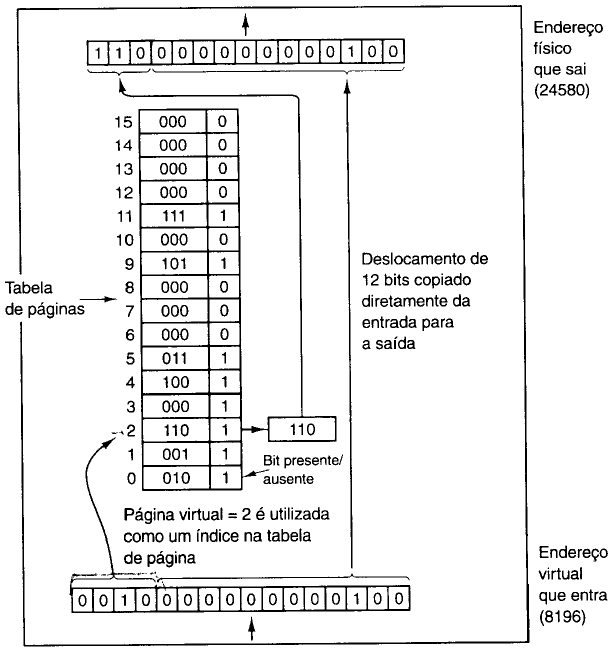 1 1 0 0 0 0 0 0 0 0 0 0 1 0 0
Endereço
físico
que sai
(24580)
15 000 0
14 000 0
13 000 0
12 000 0
11 111 1
10 000 0
9 101 1
8 000 0
7 000 0
6 000 0
5 011 1
4 100 1
3 000 1
2 110 1
1 001 1
0 010 1
Tabela
de páginas
110
Bit presente/
ausente
Deslocamento de
12 bits copiado
diretamente da
entrada para
a saída
Página virtual = 2 é utilizada
como um índice na tabela
de página
0 0 1 0 0 0 0 0 0 0 0 0 0 1 0 0
Endereço
virtual
que entra
(8196)